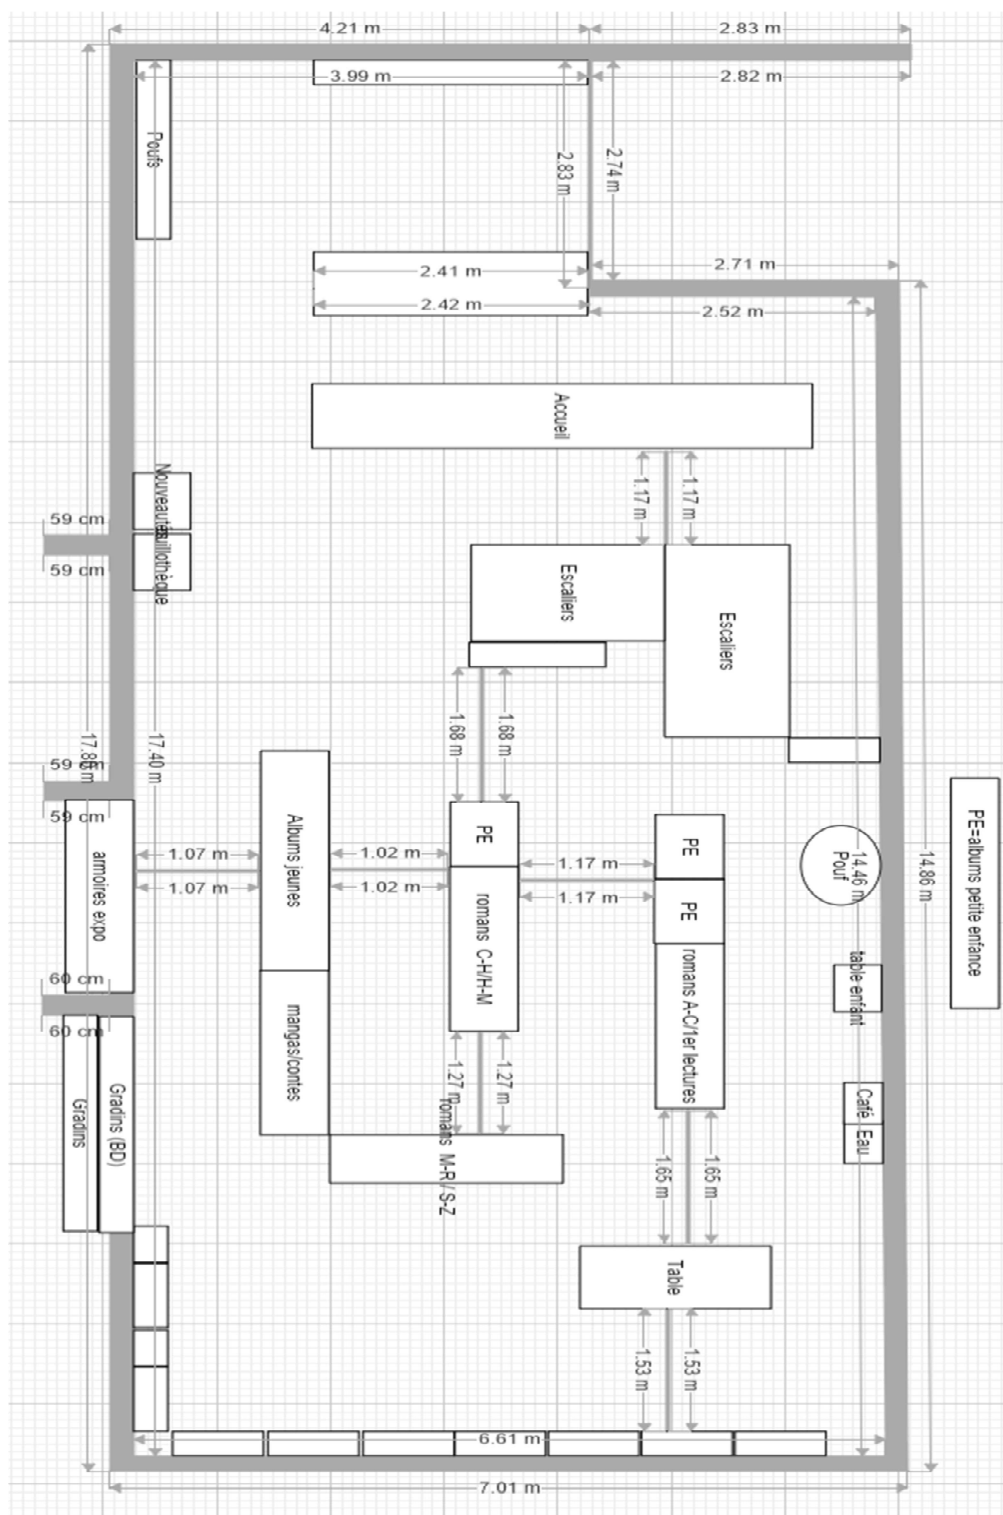 4.21 m
2.83 m
3.99 m
2.82 m
Poufs
2.83 m
2.74 m
2.71 m
2.41 m
2.42 m
2.52 m
Accueil
Nouveautés
1.17 m
1.17 m
59 cm
59 cm
Escaliers
Escaliers
1.68 m
1.68 m
17.40 m
59 cm
59 cm
Albums jeunes
PE
PE
PE=albums petite enfance
armoires expo
1.07 m
1.07 m
1.02 m
1.02 m
1.17 m
1.17 m
Pouf
14.46 m
14.86 m
PE
romans C-H/H-M
romans A-C/1er lectures
table enfant
60 cm
60 cm
mangas/contes
Gradins
Gradins (BD)
1.27 m
1.27 m
Café
Eau
romans M-R / S-Z
1.65 m
1.65 m
Table
1.53 m
1.53 m
6.61 m
7.01 m